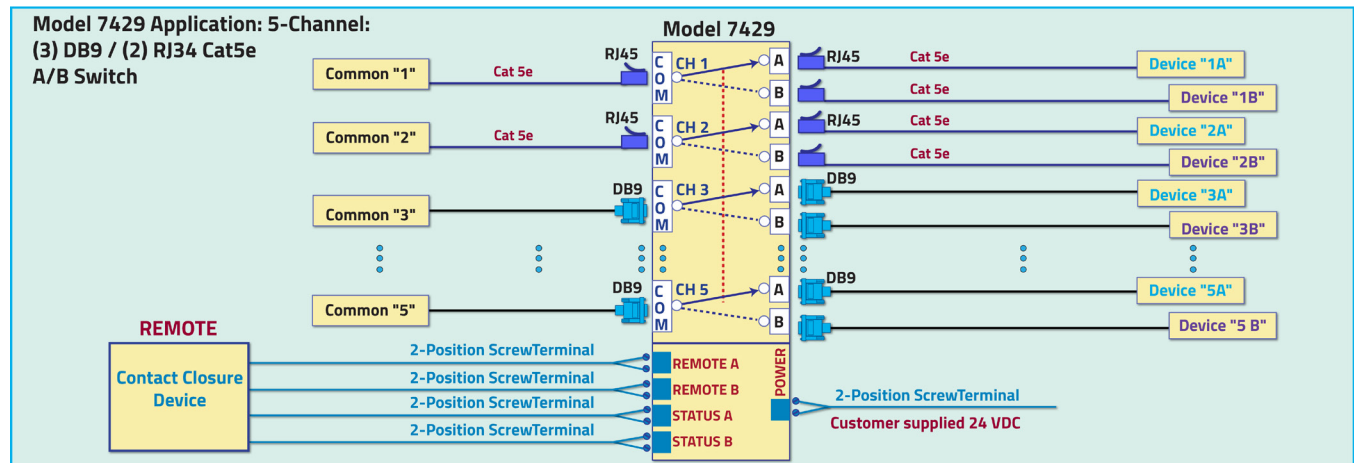 Model 7429 Application: 5-Channel:
(3) DB9 / (2) RJ34 Cat5e
A/B Switch
Model 7429
Common "1"
Cat 5e
RJ45
COM
CH 1
A
B
RJ45
Cat 5e
Device "1A"
Cat 5e
Device "1B"
Common "2"
Cat 5e
RJ45
COM
CH 2
A
B
RJ45
Cat 5e
Device "2A"
Cat 5e
Device "2B"
Common "3"
DB9
COM
CH 3
A
B
DB9
Device "3A"
Device "3B"
Common "5"
DB9
COM
CH 5
A
B
DB9
Device "5A"
Device "5 B"
REMOTE
Contact Closure
Device
2-Position ScrewTerminal
REMOTE A
2-Position ScrewTerminal
REMOTE B
2-Position ScrewTerminal
STATUS A
2-Position ScrewTerminal
STATUS B
POWER
2-Position ScrewTerminal
Customer supplied 24 VDC